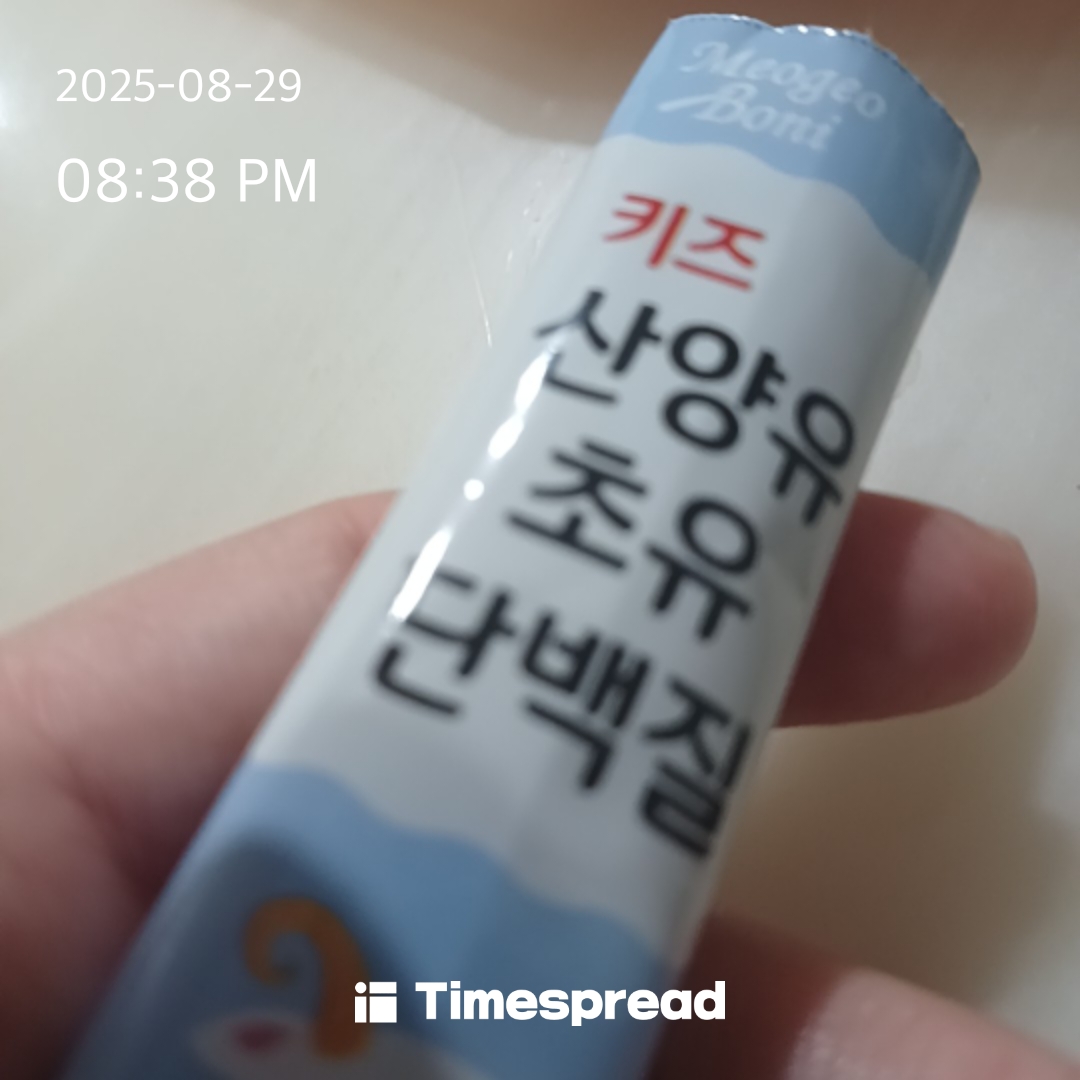 2025-08-29
08:38 PM
Meogeo
Boni
키즈
산양유
초유
단백질
Timespread